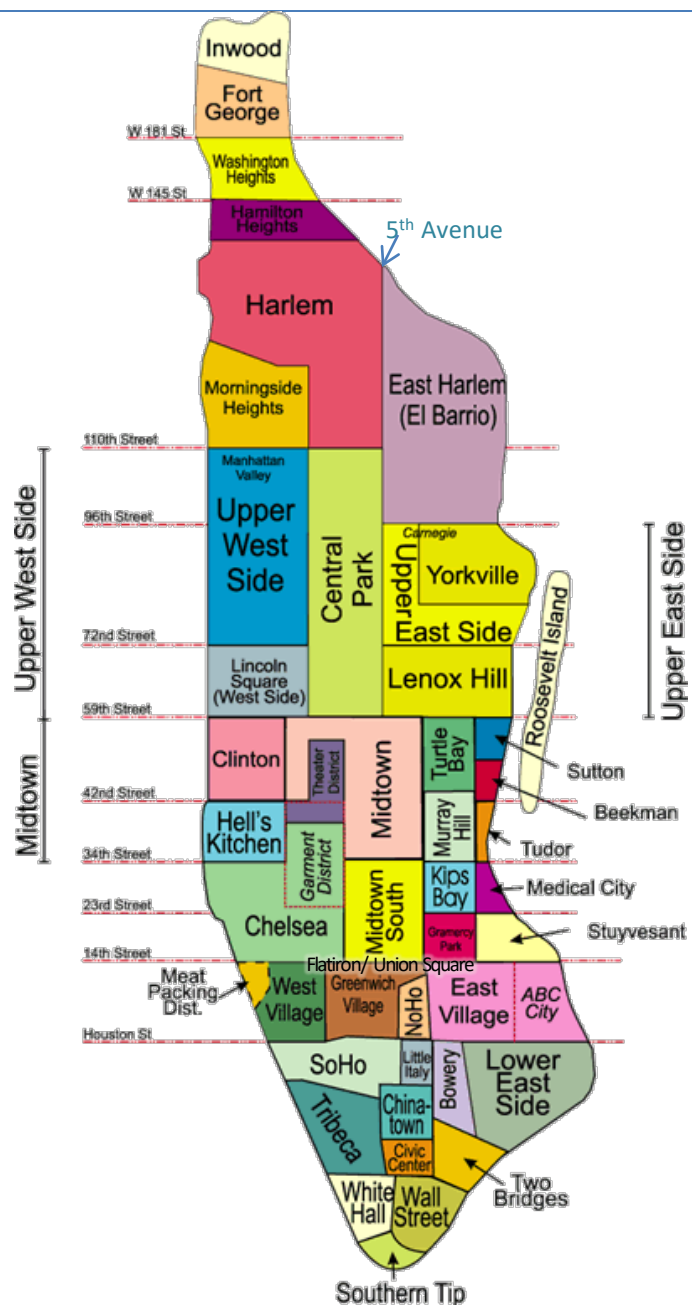 Inwood
Fort
George
W 181 St
Washington
Heights
W 145 St
Hamilton
Heights
5th Avenue
Harlem
East Harlem
(El Barrio)
Morningside
Heights
110th Street
Manhattan
Valley
Upper
West
Side
Central
Park
Upper West Side
96th Street
Carnegie
Yorkville
Upper
East Side
Upper East Side
Roosevelt Island
72nd Street
Lincoln
Square
(West Side)
Lenox Hill
59th Street
Midtown
Clinton
Theater
District
Midtown
Turtle
Bay
Sutton
42nd Street
Beekman
Hell's
Kitchen
Garment
District
Murray
Hill
Tudor
34th Street
Kips
Bay
Medical City
23rd Street
Chelsea
Midtown
South
Gramercy
Park
Stuyvesant
14th Street
Flatiron/ Union Square
Meat
Packing
Dist.
West
Village
Greenwich
Village
NoHo
East
Village
ABC
City
Houston St
SoHo
Little
Italy
Bowery
Lower
East
Side
Tribeca
China-
town
Civic
Center
Two
Bridges
White
Hall
Wall
Street
Southern Tip